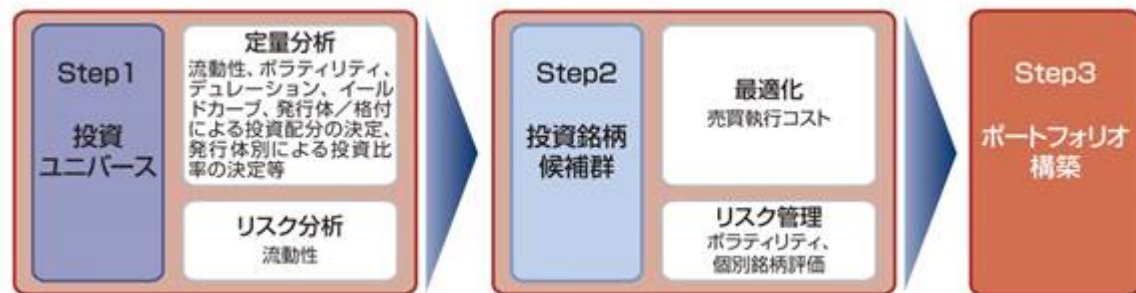 Step1
投資
ユニバース
定量分析
流動性、ボラティリティ、
デュレーション、イール
ドカーブ、発行体／格付
による投資配分の決定、
発行体別による投資比
率の決定等
リスク分析
流動性
Step2
投資銘柄
候補群
最適化
売買執行コスト
リスク管理
ボラティリティ、
個別銘柄評価
Step3
ポートフォリオ
構築